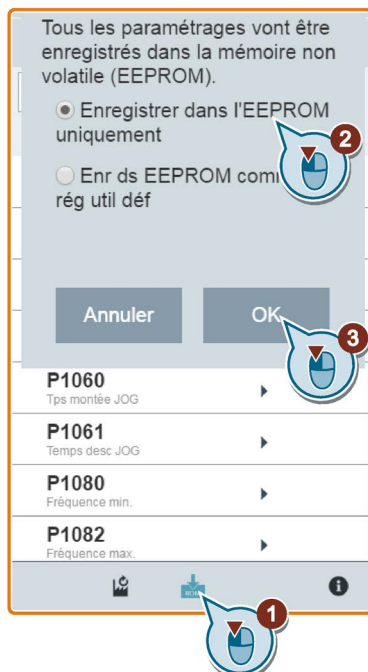 Tous les paramétrages vont être
enregistrés dans la mémoire non
volatile (EEPROM).
Enregistrer dans l'EEPROM
uniquement
2
Enr ds EEPROM com
rég util déf
Annuler
OK
3
P1060
Tps montée JOG
P1061
Temps desc JOG
P1080
Fréquence min.
P1082
Fréquence max.
ROM
1